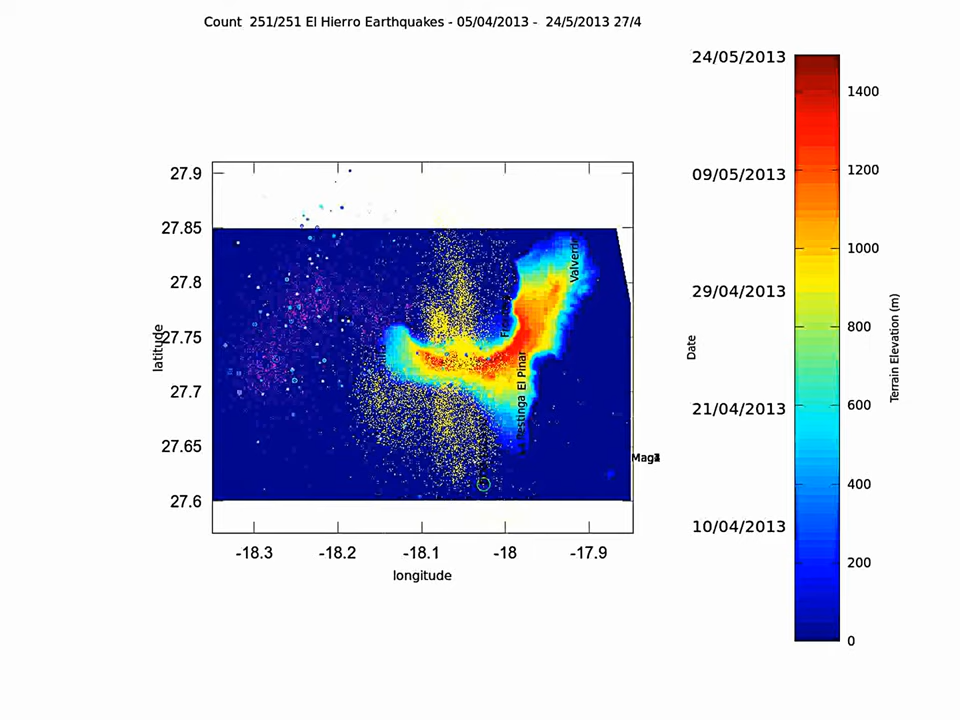 Count 251/251 El Hierro Earthquakes - 05/04/2013 - 24/5/2013 27/4
24/05/2013
1400
09/05/2013
1200
27.9
27.85
1000
Valverde
27.8
29/04/2013
800
27.75
latitude
Date
Terrain Elevation (m)
El Pinar
27.7
21/04/2013
600
Restinga
27.65
400
27.6
10/04/2013
200
-18.3 -18.2 -18.1 -18 -17.9
longitude
0